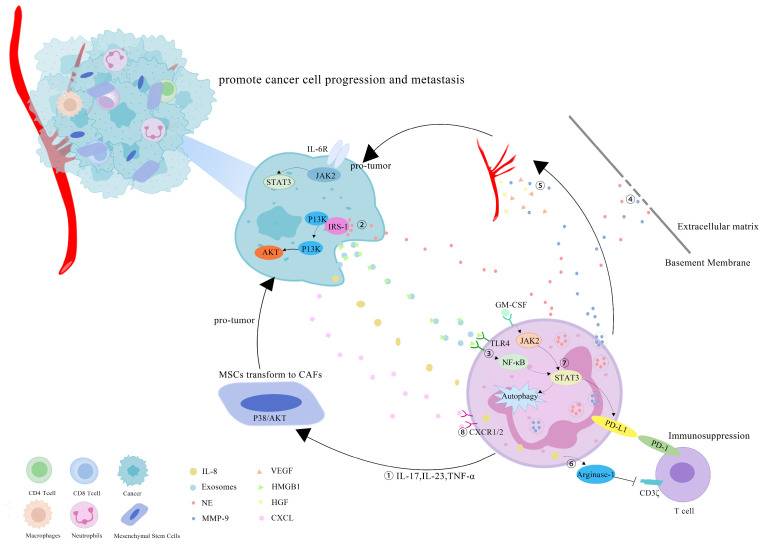 promote cancer cell progression and metastasis
IL-6R
pro-tumor
STAT3
JAK2
P13K
IRS-1
②
AKT
P13K
⑤
④
Extracellular matrix
Basement Membrane
GM-CSF
TLR4
JAK2
③
NF-κB
⑦
STAT3
Autophagy
pro-tumor
MSCs transform to CAFs
P38/AKT
⑧ CXCR1/2
PD-L1
PD-1
Immunosuppression
⑥
Arginase-1
CD3ζ
T cell
① IL-17,IL-23,TNF-α
CD4 Tcell
CD8 Tcell
Cancer
Macrophages
Neutrophils
Mesenchymal Stem Cells
IL-8
Exosomes
NE
MMP-9
VEGF
HMGB1
HGF
CXCL